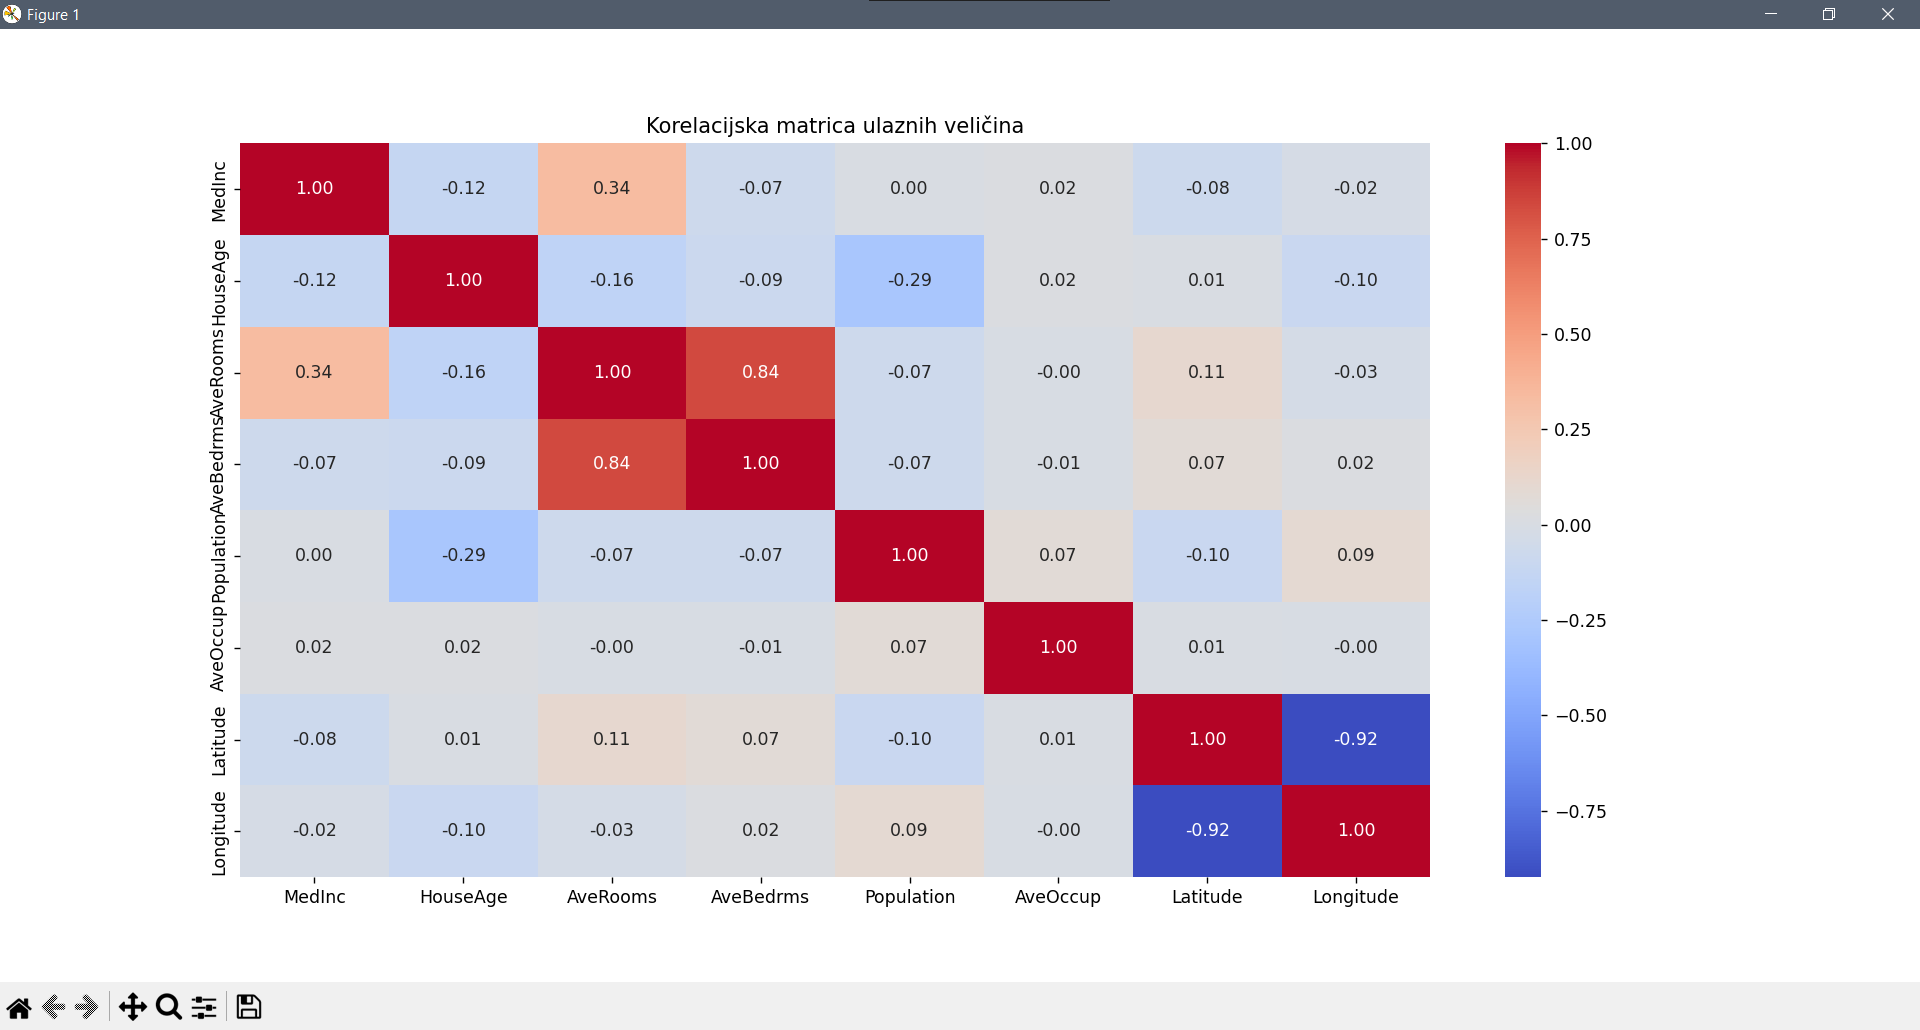 Figure 1
Korelacijska matrica ulaznih veličina
MedInc 1.00 -0.12 0.34 -0.07 0.00 0.02 -0.08 -0.02
HouseAge -0.12 1.00 -0.16 -0.09 -0.29 0.02 0.01 -0.10
AveRooms 0.34 -0.16 1.00 0.84 -0.07 -0.00 0.11 -0.03
AveBedrms -0.07 -0.09 0.84 1.00 -0.07 -0.01 0.07 0.02
Population 0.00 -0.29 -0.07 -0.07 1.00 0.07 -0.10 0.09
AveOccup 0.02 0.02 -0.00 -0.01 0.07 1.00 0.01 -0.00
Latitude -0.08 0.01 0.11 0.07 -0.10 0.01 1.00 -0.92
Longitude -0.02 -0.10 -0.03 0.02 0.09 -0.00 -0.92 1.00
MedInc HouseAge AveRooms AveBedrms Population AveOccup Latitude Longitude
1.00
0.75
0.50
0.25
0.00
−0.25
−0.50
−0.75